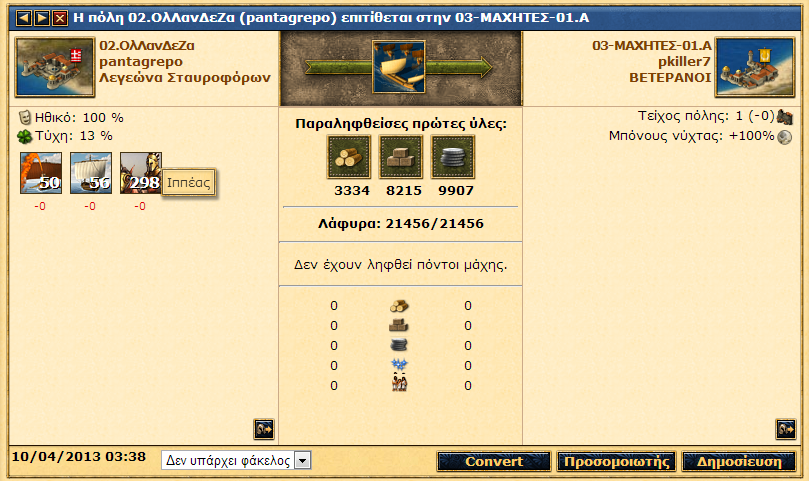 Η πόλη 02.ΟλΛανΔεΖα (pantagrepo) επιτίθεται στην 03-ΜΑΧΗΤΕΣ-01.Α
02.ΟλΛανΔεΖα
pantagrepo
Λεγεώνα Σταυροφόρων
03-ΜΑΧΗΤΕΣ-01.Α
pkiller7
ΒΕΤΕΡΑΝΟΙ
Ηθικό: 100 %
Τύχη: 13 %
50 56 298 Ιππέας
-0 -0 -0
Παραληφθείσες πρώτες ύλες:
3334 8215 9907
Λάφυρα: 21456/21456
Δεν έχουν ληφθεί πόντοι μάχης.
0 0
0 0
0 0
0 0
0 0
Τείχος πόλης: 1 (-0)
Μπόνους νύχτας: +100%
10/04/2013 03:38 Δεν υπάρχει φάκελος Convert Προσομοιωτής Δημοσίευση